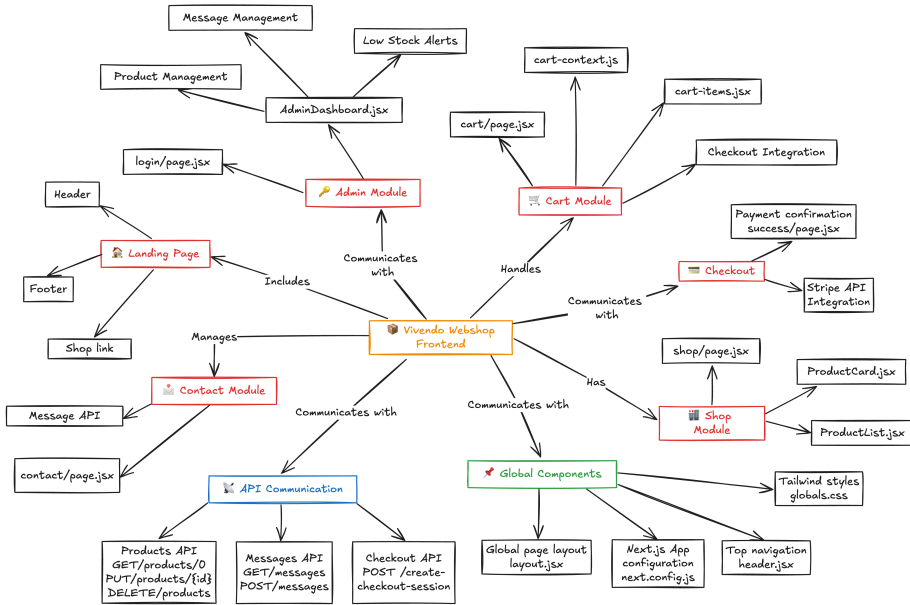 Message Management
Low Stock Alerts
Product Management
AdminDashboard.jsx
login/page.jsx
Admin Module
cart-context.js
cart-items.jsx
cart/page.jsx
Checkout Integration
Cart Module
Header
Landing Page
Footer
Shop link
Includes
Communicates
with
Handles
Payment confirmation
success/page.jsx
Checkout
Stripe API
Integration
Communicates
with
Vivendo Webshop
Frontend
Manages
Contact Module
Message API
contact/page.jsx
Communicates with
API Communication
Products API
GET/products/O
PUT/products/{id}
DELETE/products
Messages API
GET/messages
POST/messages
Checkout API
POST /create-
checkout-session
Communicates with
Global Components
Global page layout
layout.jsx
Next.js App
configuration
next.config.js
Top navigation
header.jsx
Tailwind styles
globals.css
Has
Shop
Module
shop/page.jsx
ProductCard.jsx
ProductList.jsx